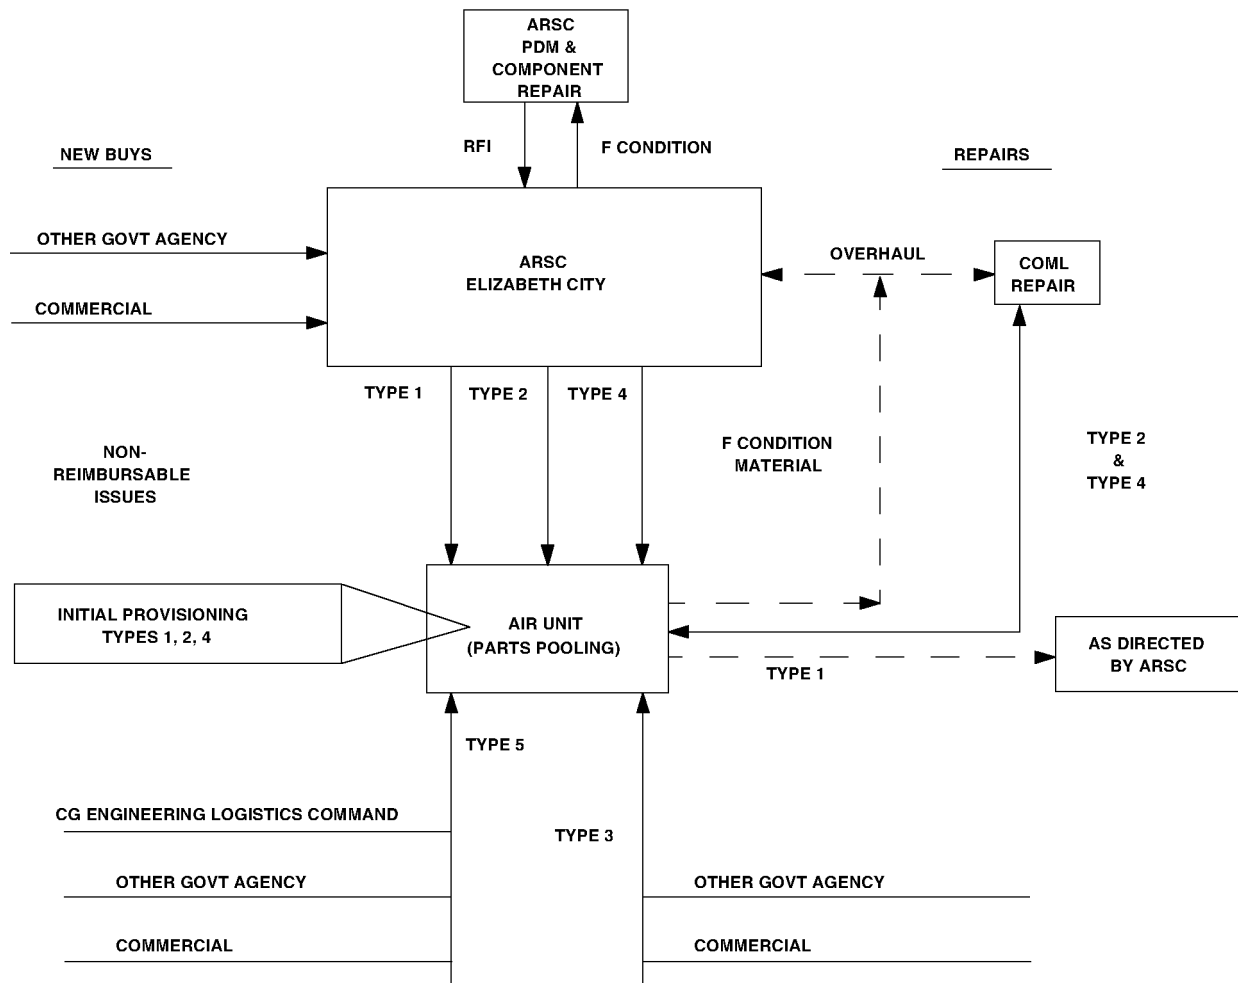 ARSC
PDM &
COMPONENT
REPAIR
RFI
F CONDITION
NEW BUYS
REPAIRS
OTHER GOVT AGENCY
COMMERCIAL
ARSC
ELIZABETH CITY
OVERHAUL
COML
REPAIR
TYPE 1
TYPE 2
TYPE 4
NON-
REIMBURSABLE
ISSUES
F CONDITION
MATERIAL
TYPE 2
&
TYPE 4
INITIAL PROVISIONING
TYPES 1, 2, 4
AIR UNIT
(PARTS POOLING)
TYPE 1
AS DIRECTED
BY ARSC
TYPE 5
CG ENGINEERING LOGISTICS COMMAND
TYPE 3
OTHER GOVT AGENCY
OTHER GOVT AGENCY
COMMERCIAL
COMMERCIAL